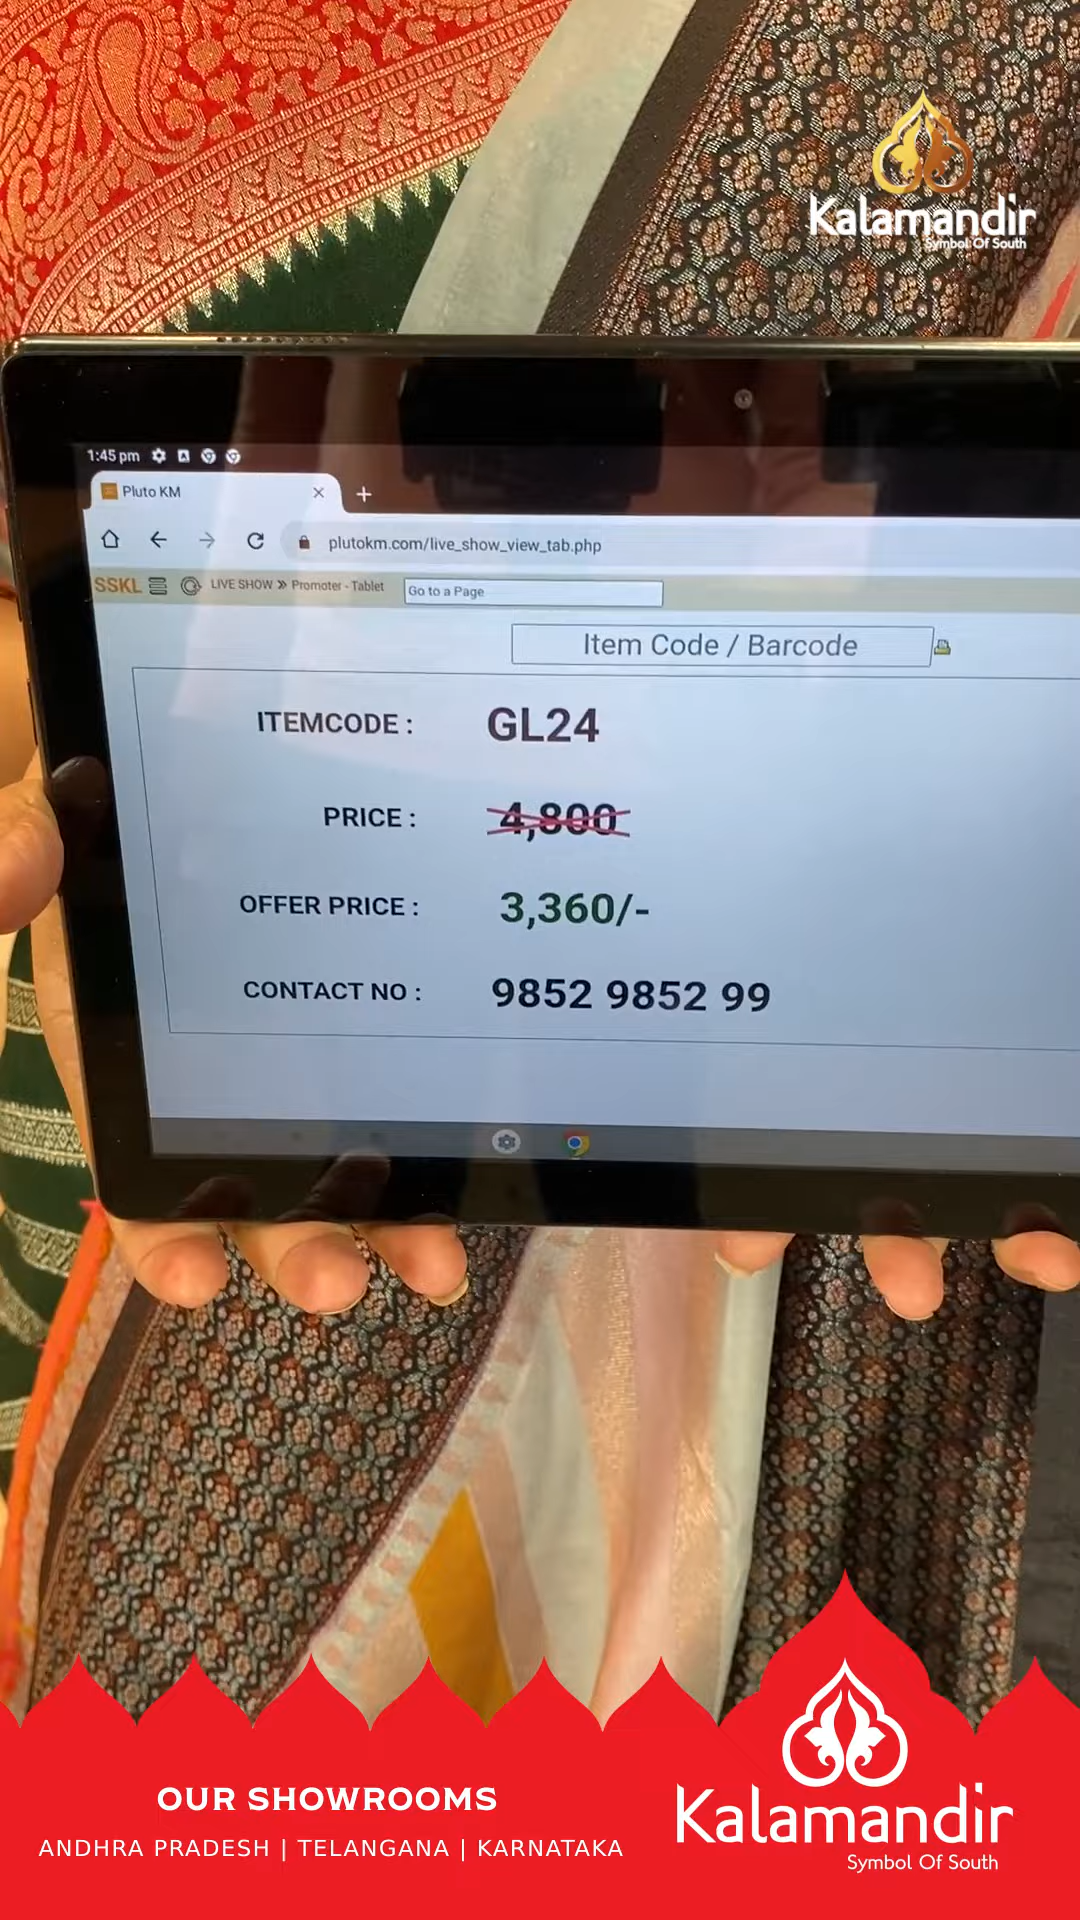 Kalamandir
Symbol Of South
1:45 pm
Pluto KM
plutokm.com/live_show_view_tab.php
SSKL LIVE SHOW » Promoter - Tablet Go to a Page
Item Code / Barcode
ITEMCODE : GL24
PRICE : 4,800
OFFER PRICE : 3,360/-
CONTACT NO : 9852 9852 99
OUR SHOWROOMS
ANDHRA PRADESH | TELANGANA | KARNATAKA
Kalamandir
Symbol Of South